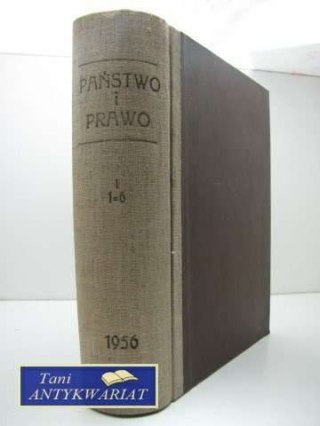 PAŃSTWO
i
PRAWO
I
1-6
1956
Tani
ANTYKWARIAT